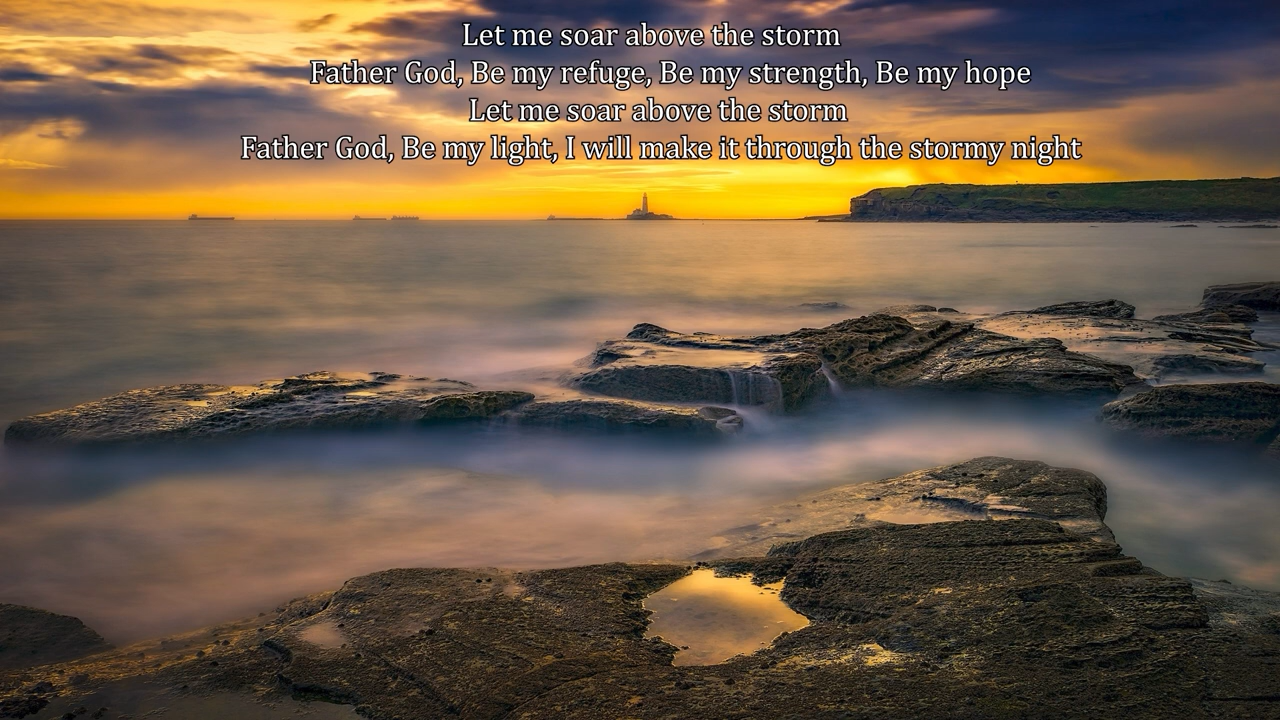 Let me soar above the storm
Father God, Be my refuge, Be my strength, Be my hope
Let me soar above the storm
Father God, Be my light, I will make it through the stormy night